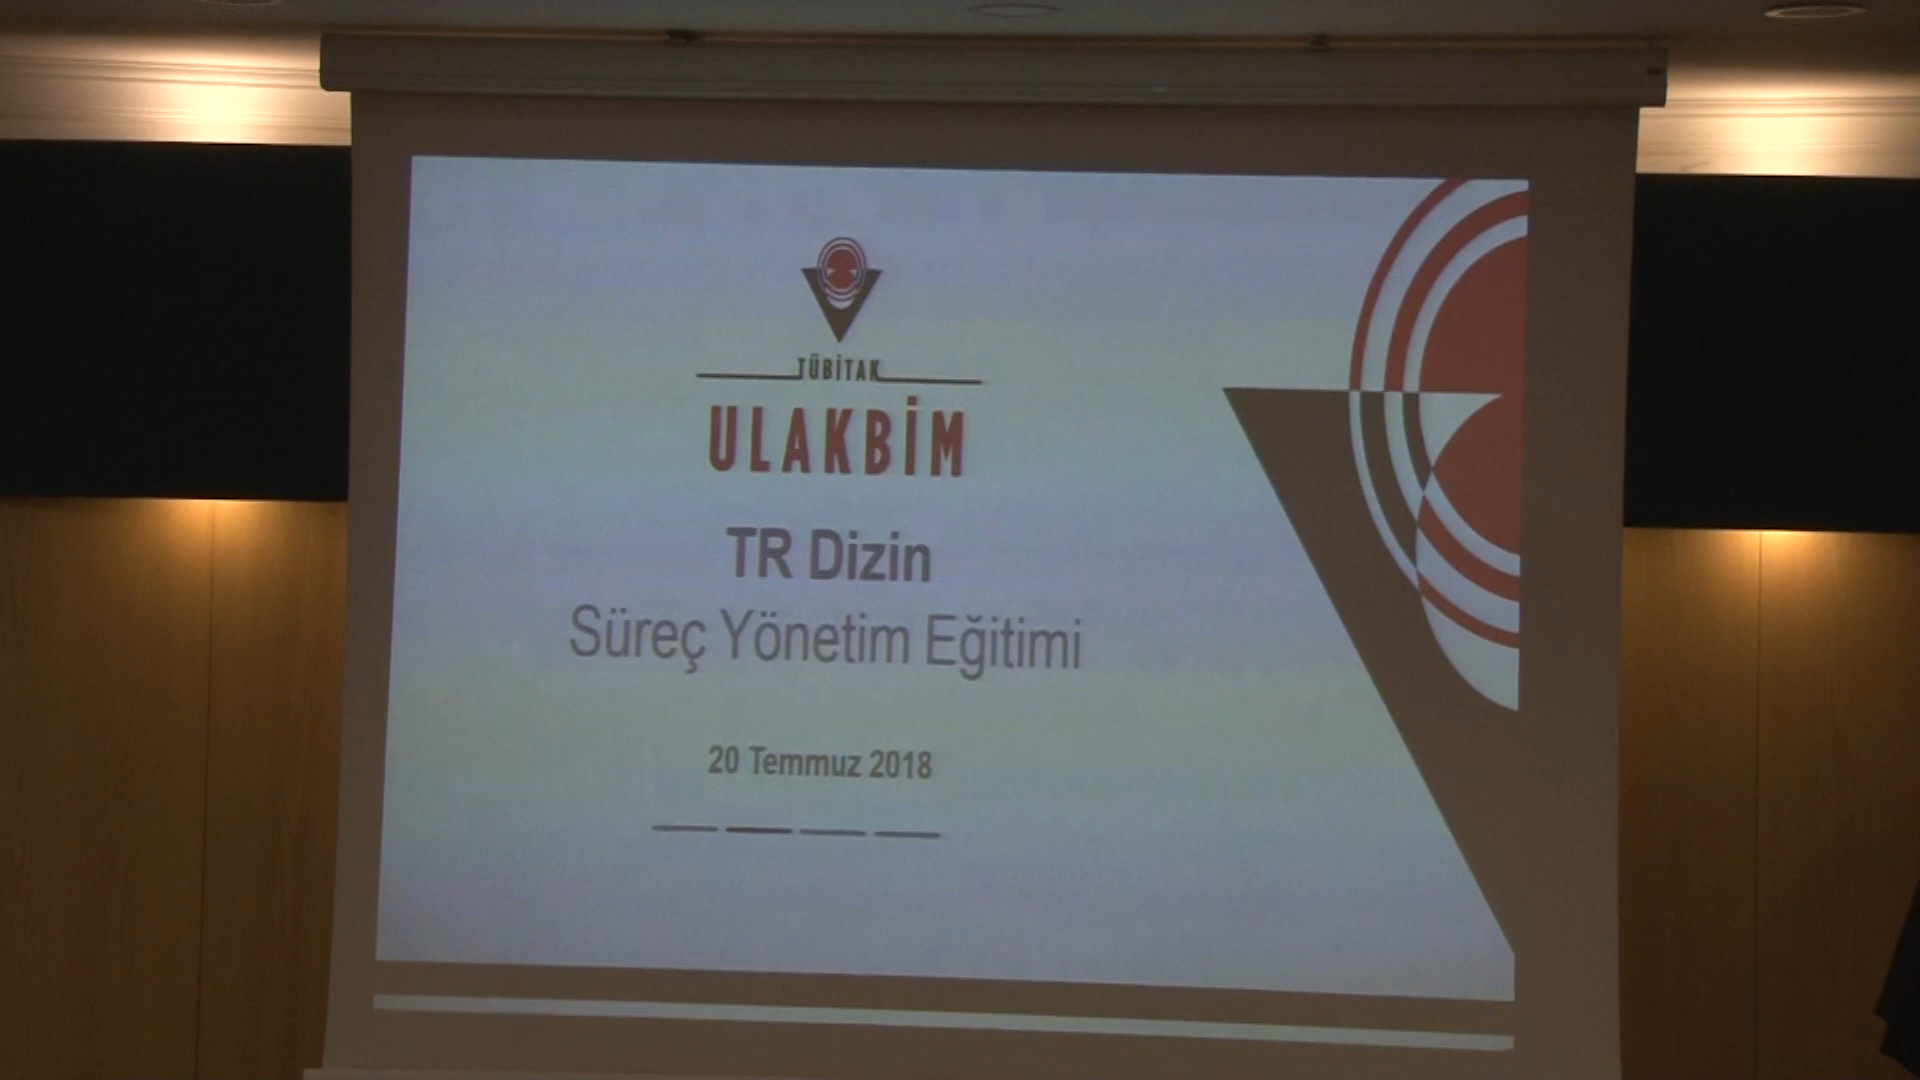 TÜBİTAK
ULAKBİM
TR Dizin
Süreç Yönetim Eğitimi
20 Temmuz 2018